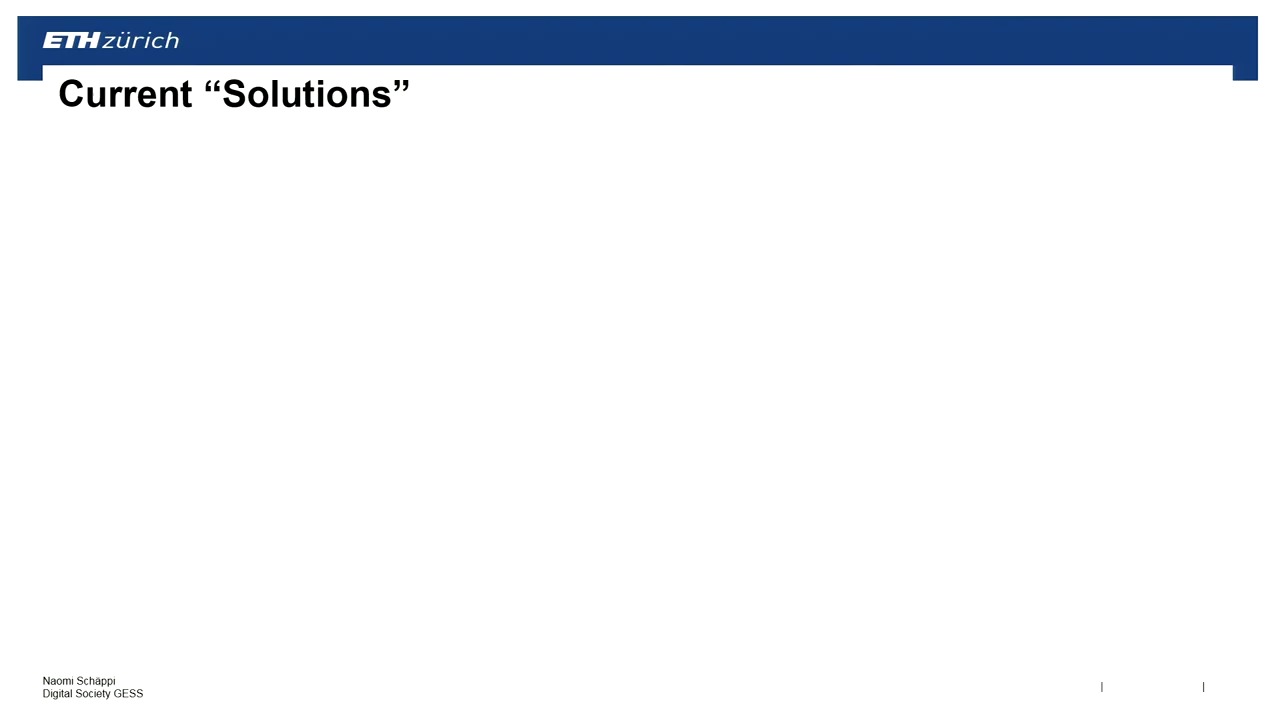 ETH zürich
Current “Solutions”
Naomi Schäppi
Digital Society GESS